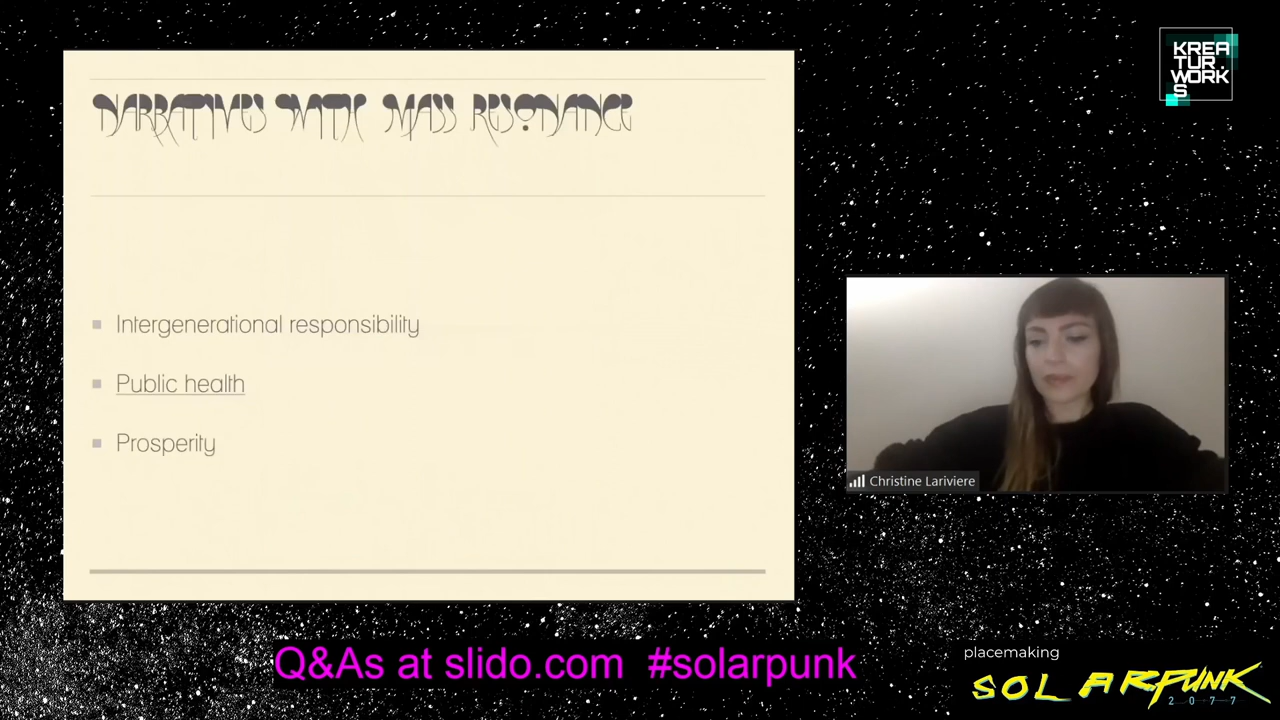 NARRATIVES WITH MASS RESONANCE
Intergenerational responsibility
Public health
Prosperity
KREA
TUR.
WORK
S
Christine Lariviere
Q&As at slido.com #solarpunk
placemaking
SOLARPUNK
2077